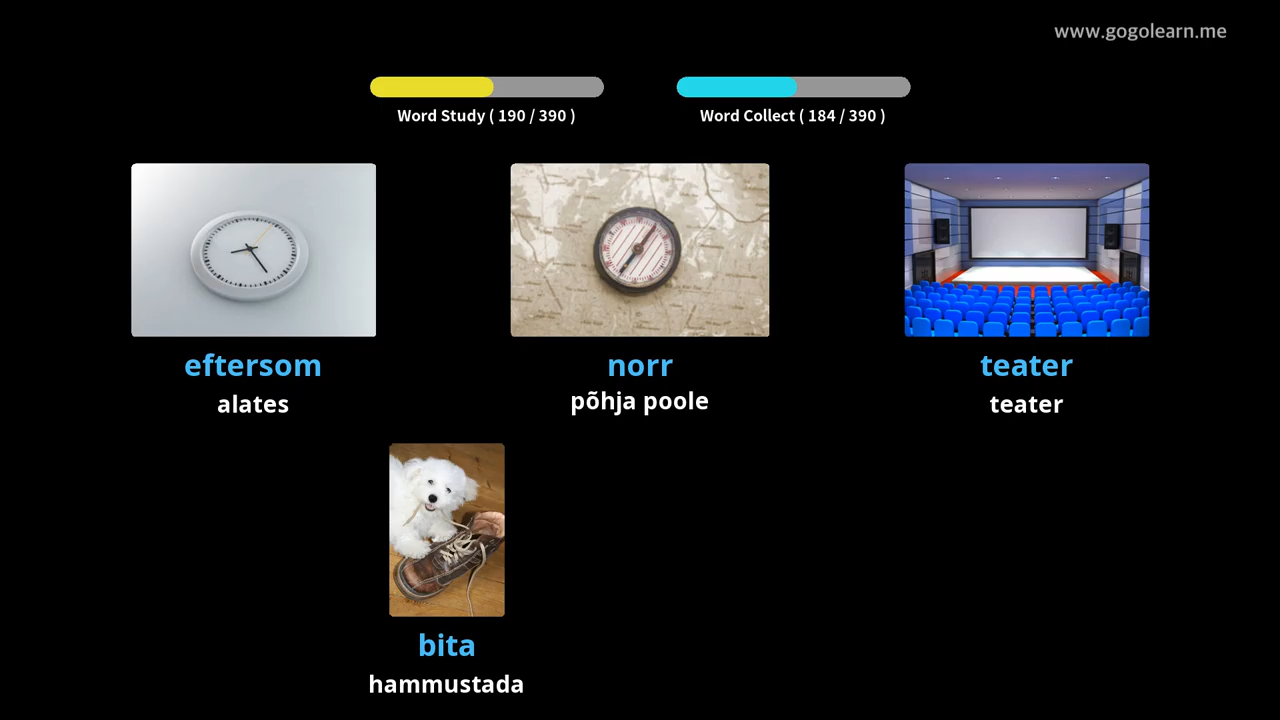 www.gogolearn.me
Word Study ( 190 / 390 )
Word Collect ( 184 / 390 )
eftersom
alates
norr
põhja poole
teater
teater
bita
hammustada